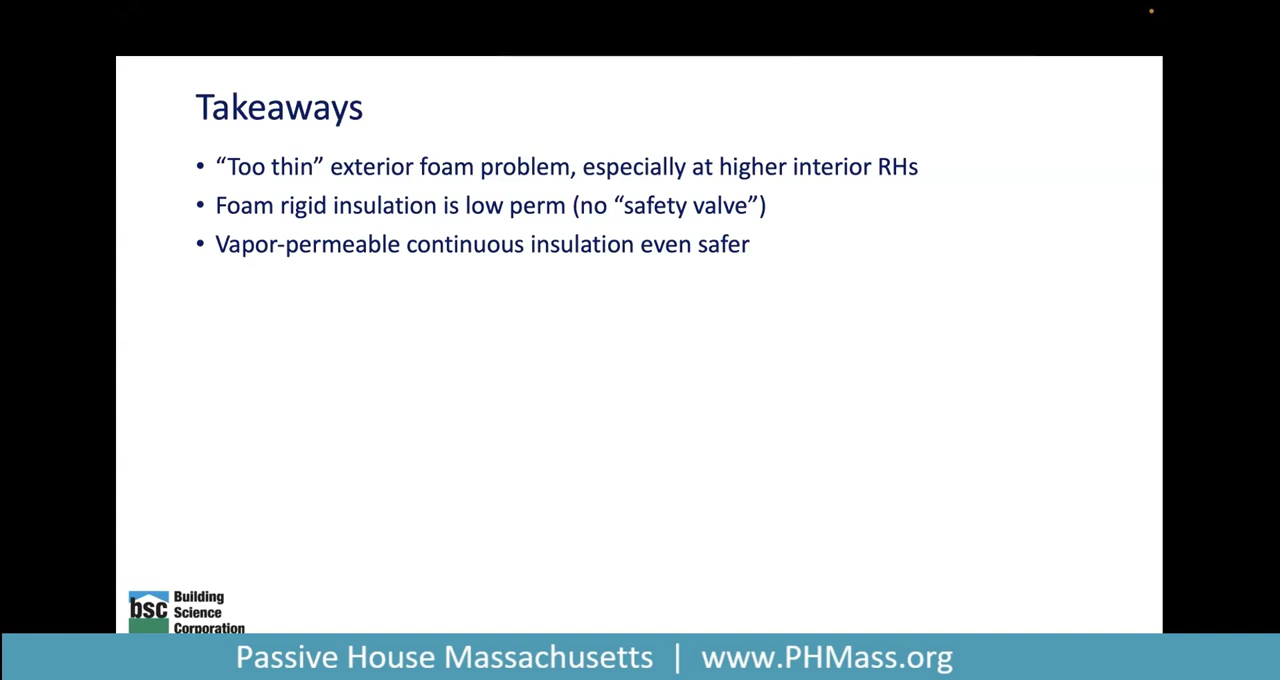 Takeaways
• “Too thin” exterior foam problem, especially at higher interior RHs
• Foam rigid insulation is low perm (no “safety valve”)
• Vapor-permeable continuous insulation even safer
bsc
Building
Science
Corporation
Passive House Massachusetts | www.PHMass.org